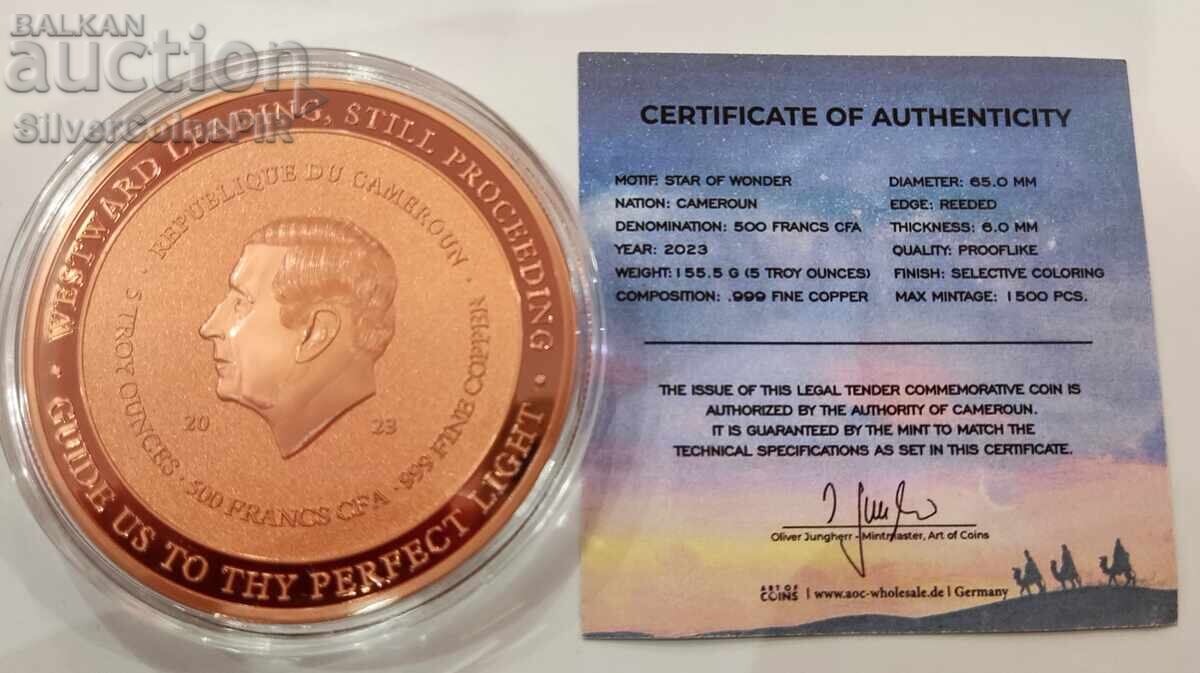 BALKAN
auction
SilverCoinsPIK
WESTWARD LEADING, STILL PROCEEDING
GUIDE US TO THY PERFECT LIGHT
REPUBLIQUE DU CAMEROUN
5 TROY OUNCES · 500 FRANCS CFA · .999 FINE COPPER
20 23
CERTIFICATE OF AUTHENTICITY
MOTIF: STAR OF WONDER
NATION: CAMEROUN
DENOMINATION: 500 FRANCS CFA
YEAR: 2023
WEIGHT: 155.5 G (5 TROY OUNCES)
COMPOSITION: .999 FINE COPPER
DIAMETER: 65.0 MM
EDGE: REEDED
THICKNESS: 6.0 MM
QUALITY: PROOFLIKE
FINISH: SELECTIVE COLORING
MAX MINTAGE: 1500 PCS.
THE ISSUE OF THIS LEGAL TENDER COMMEMORATIVE COIN IS
AUTHORIZED BY THE AUTHORITY OF CAMEROUN.
IT IS GUARANTEED BY THE MINT TO MATCH THE
TECHNICAL SPECIFICATIONS AS SET IN THIS CERTIFICATE.
Oliver Jungherr - Mintmaster, Art of Coins
ART OF
COINS | www.aoc-wholesale.de | Germany